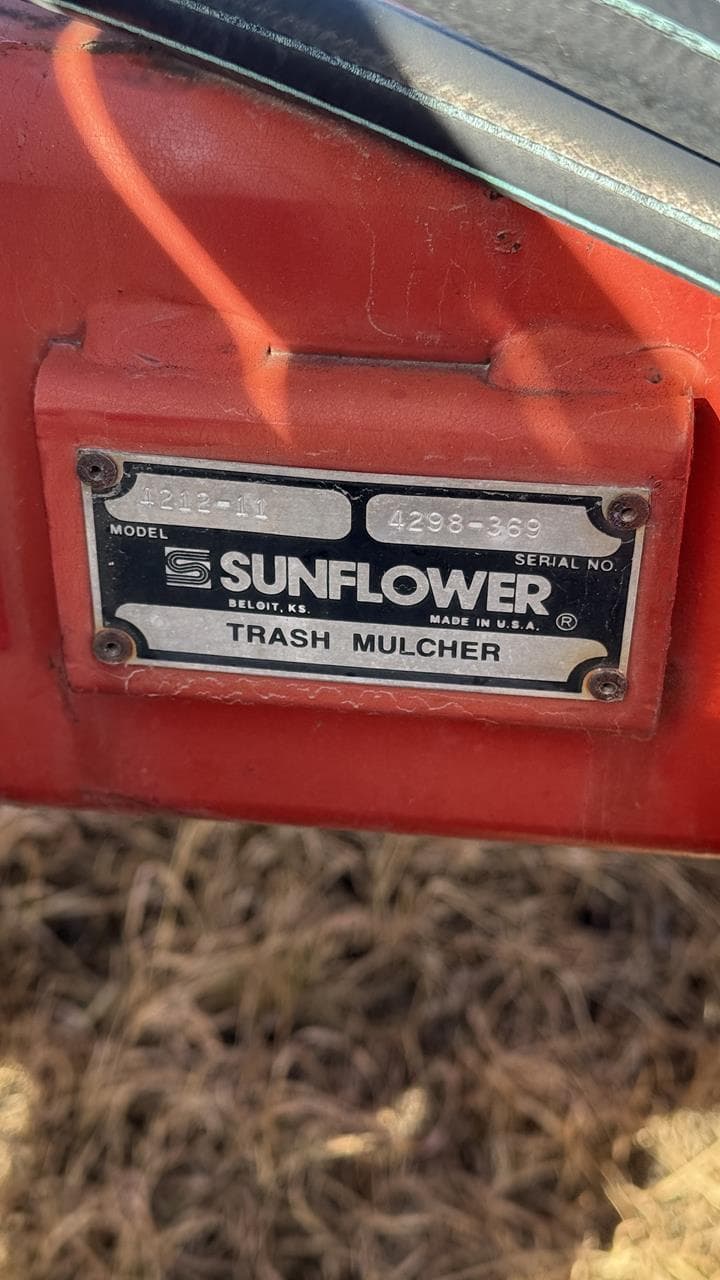 4212-11 4298-369
MODEL SERIAL NO.
SUNFLOWER
BELOIT, KS. MADE IN U.S.A. ®
TRASH MULCHER